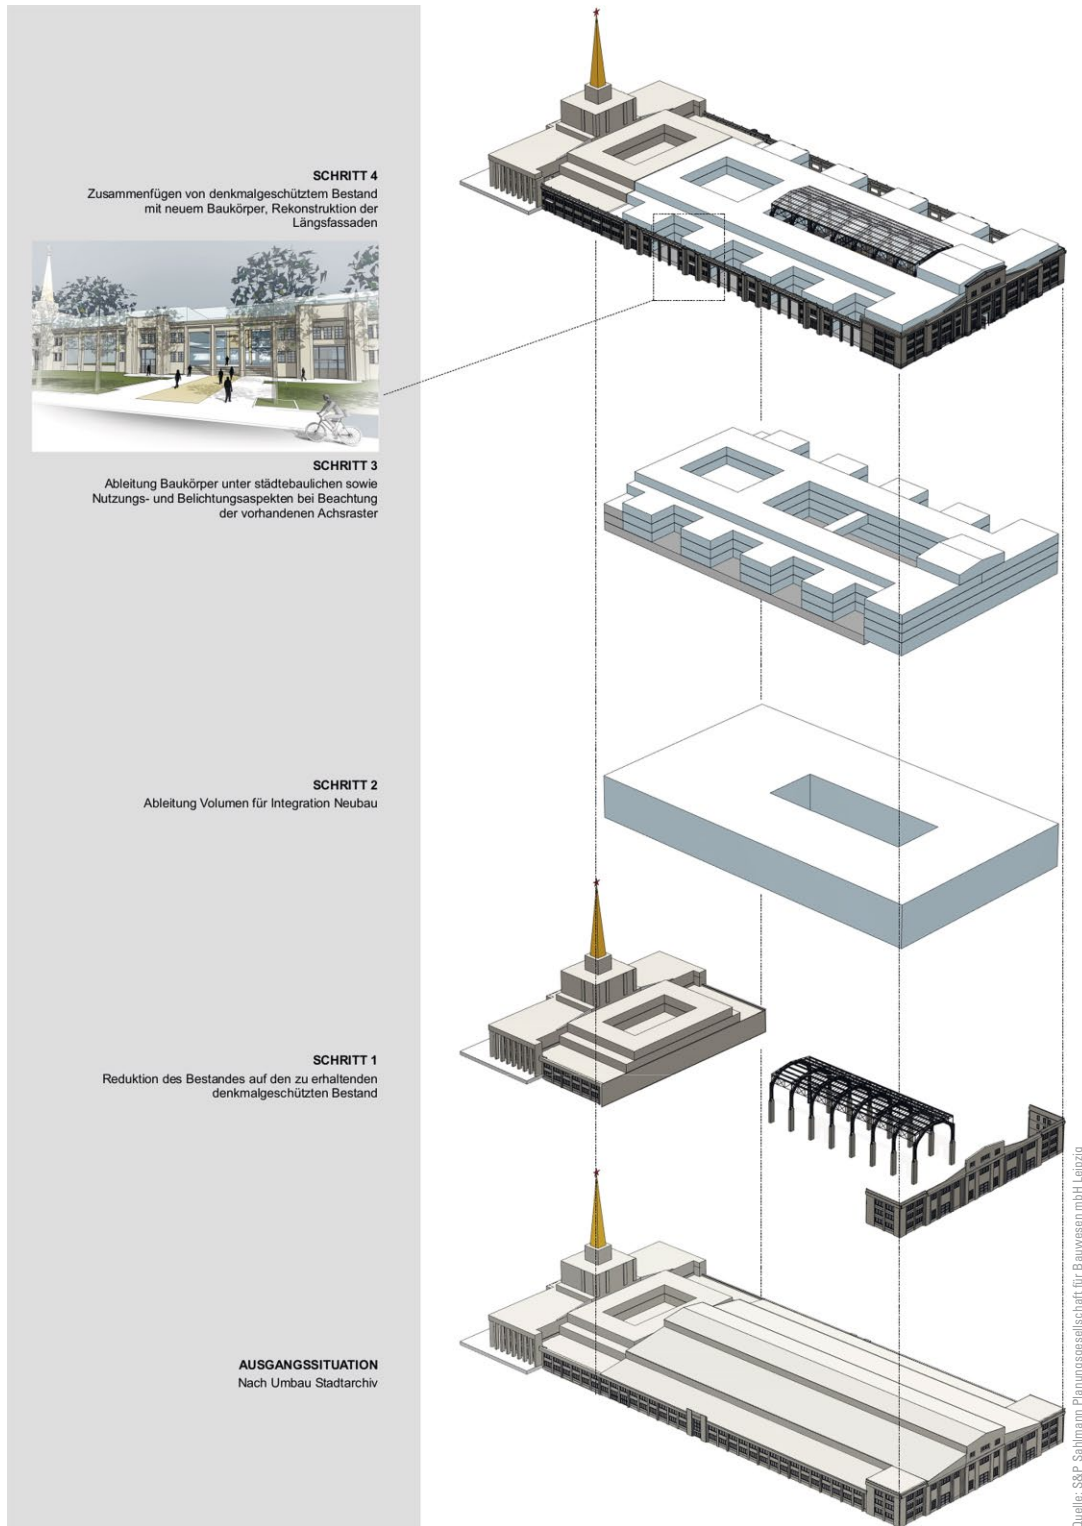 SCHRITT 4
Zusammenfügen von denkmalgeschütztem Bestand
mit neuem Baukörper, Rekonstruktion der
Längsfassaden
SCHRITT 3
Ableitung Baukörper unter städtebaulichen sowie
Nutzungs- und Belichtungsaspekten bei Beachtung
der vorhandenen Achsraster
SCHRITT 2
Ableitung Volumen für Integration Neubau
SCHRITT 1
Reduktion des Bestandes auf den zu erhaltenden
denkmalgeschützten Bestand
AUSGANGSSITUATION
Nach Umbau Stadtarchiv
Quelle: S&P Sahlmann Planungsgesellschaft für Bauwesen mbH Leipzig